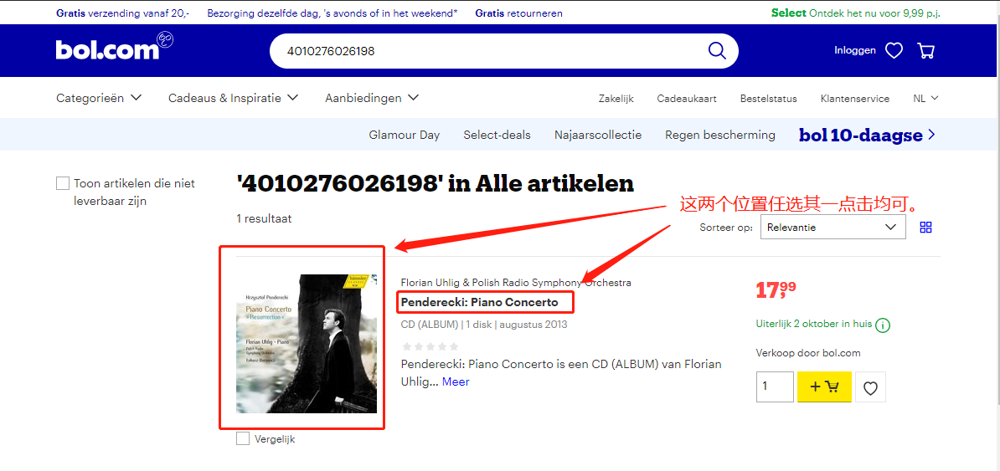 Gratis verzending vanaf 20,- Bezorging dezelfde dag, 's avonds of in het weekend* Gratis retourneren Select Ontdek het nu voor 9,99 p.j.
bol.com 4010276026198 Inloggen
Categorieën Cadeaus & Inspiratie Aanbiedingen Zakelijk Cadeaukaart Bestelstatus Klantenservice NL
Glamour Day Select-deals Najaarscollectie Regen bescherming bol 10-daagse
Toon artikelen die niet
leverbaar zijn
'4010276026198' in Alle artikelen
这两个位置任选其一点击均可。
1 resultaat
Sorteer op: Relevantie
Krzysztof Penderecki
Piano Concerto
»Resurrection«
Florian Uhlig · Piano
Polish Radio
Symphony Orchestra
Łukasz Borowicz
Florian Uhlig & Polish Radio Symphony Orchestra
Penderecki: Piano Concerto
CD (ALBUM) | 1 disk | augustus 2013
Penderecki: Piano Concerto is een CD (ALBUM) van Florian
Uhlig... Meer
17,99
Uiterlijk 2 oktober in huis
Verkoop door bol.com
1
Vergelijk